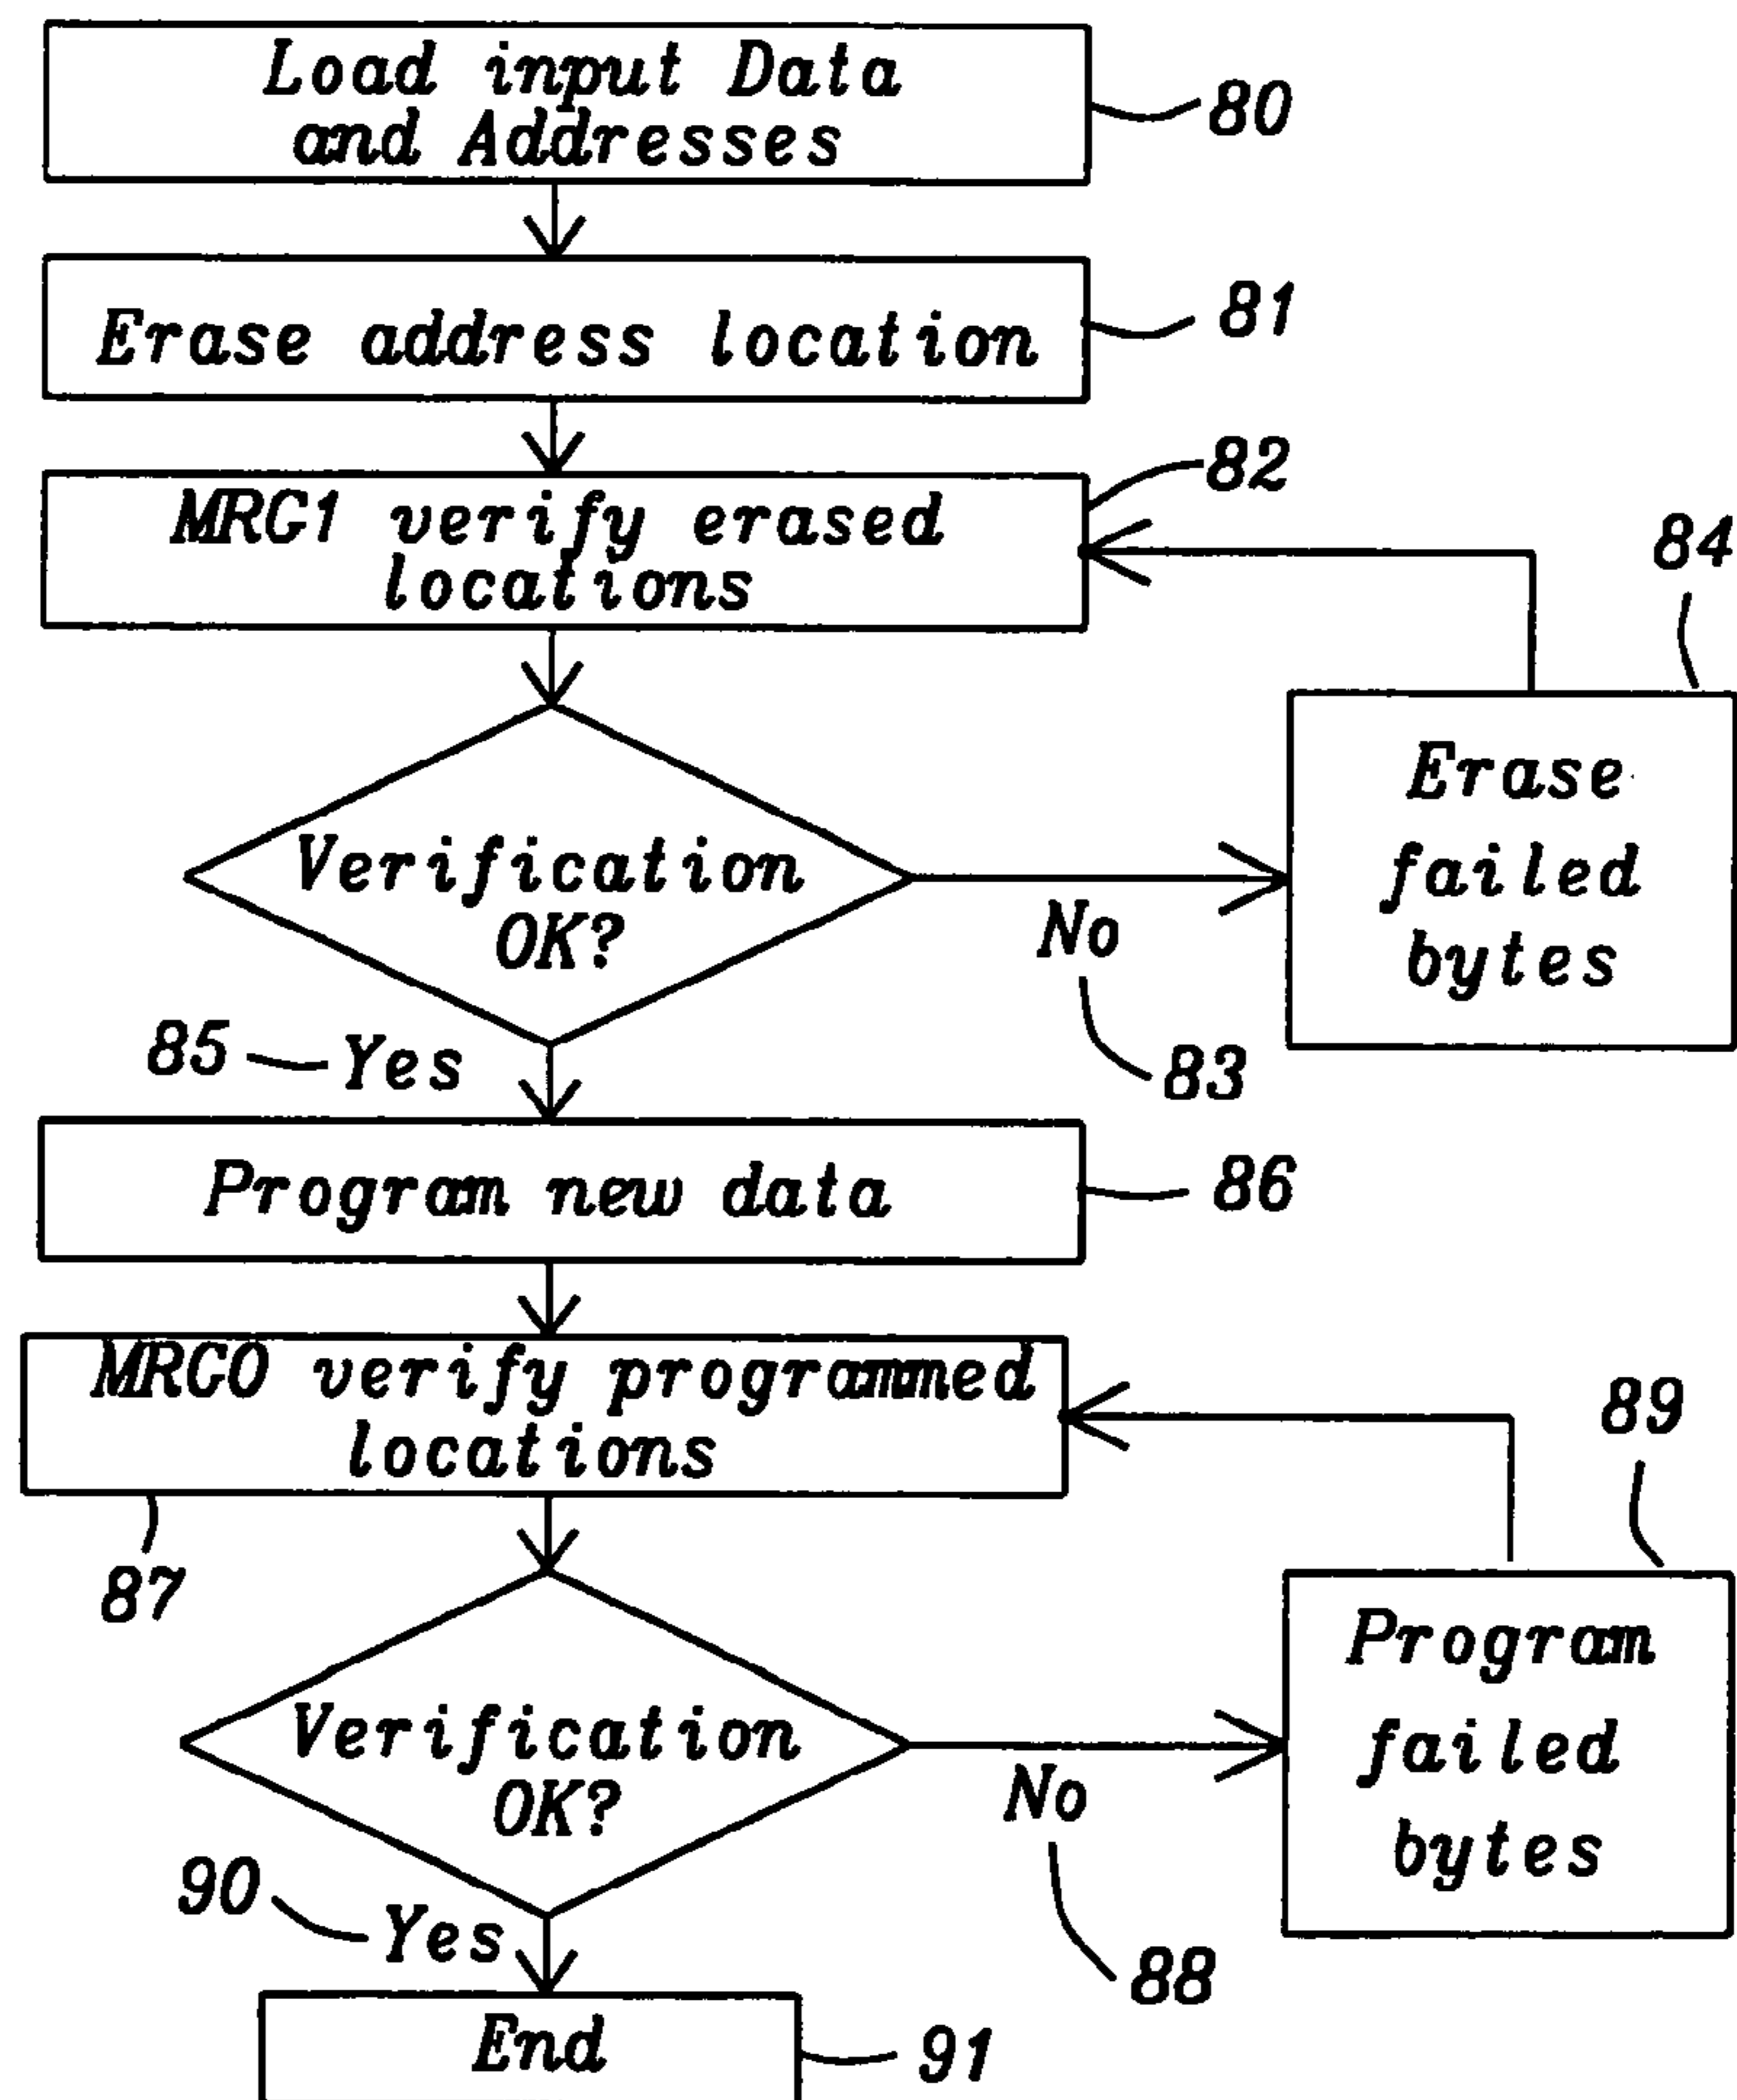 Load input Data
and Addresses
80
Erase address location
81
MRG1 verify erased
locations
82
84
Verification
OK?
No
83
Erase
failed
bytes
85
Yes
Program new data
86
MRG0 verify programmed
locations
87
89
Verification
OK?
No
88
Program
failed
bytes
90
Yes
End
91